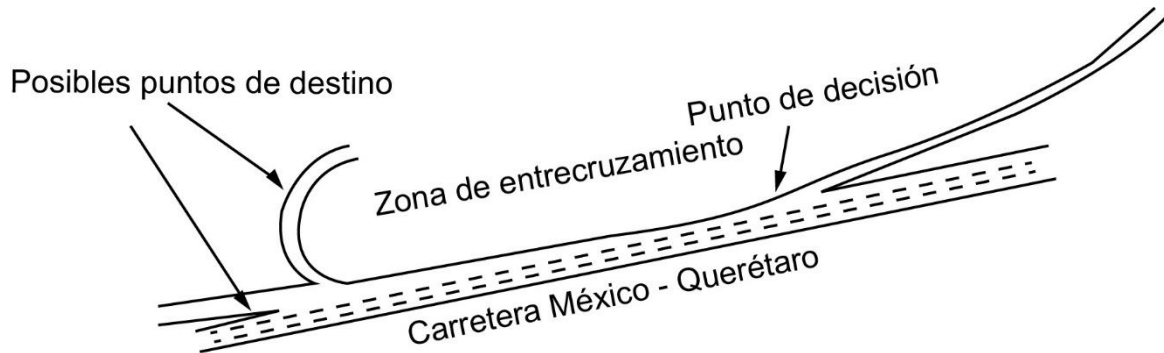 Posibles puntos de destino
Punto de decisión
Zona de entrecruzamiento
Carretera México - Querétaro